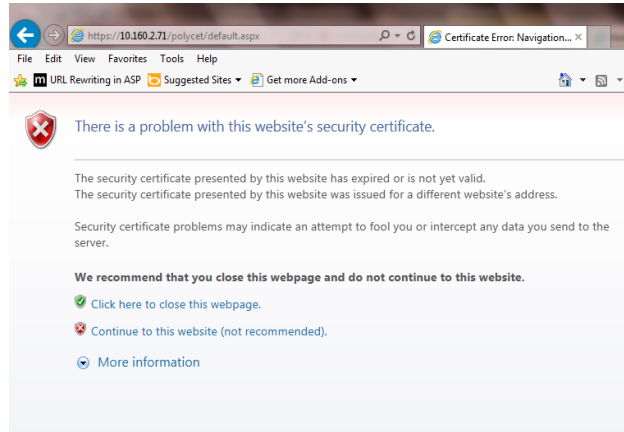 https://10.160.2.71/polycet/default.aspx
Certificate Error: Navigation...
File Edit View Favorites Tools Help
m URL Rewriting in ASP b Suggested Sites Get more Add-ons
There is a problem with this website's security certificate.
The security certificate presented by this website has expired or is not yet valid.
The security certificate presented by this website was issued for a different website's address.
Security certificate problems may indicate an attempt to fool you or intercept any data you send to the
server.
We recommend that you close this webpage and do not continue to this website.
Click here to close this webpage.
Continue to this website (not recommended).
More information